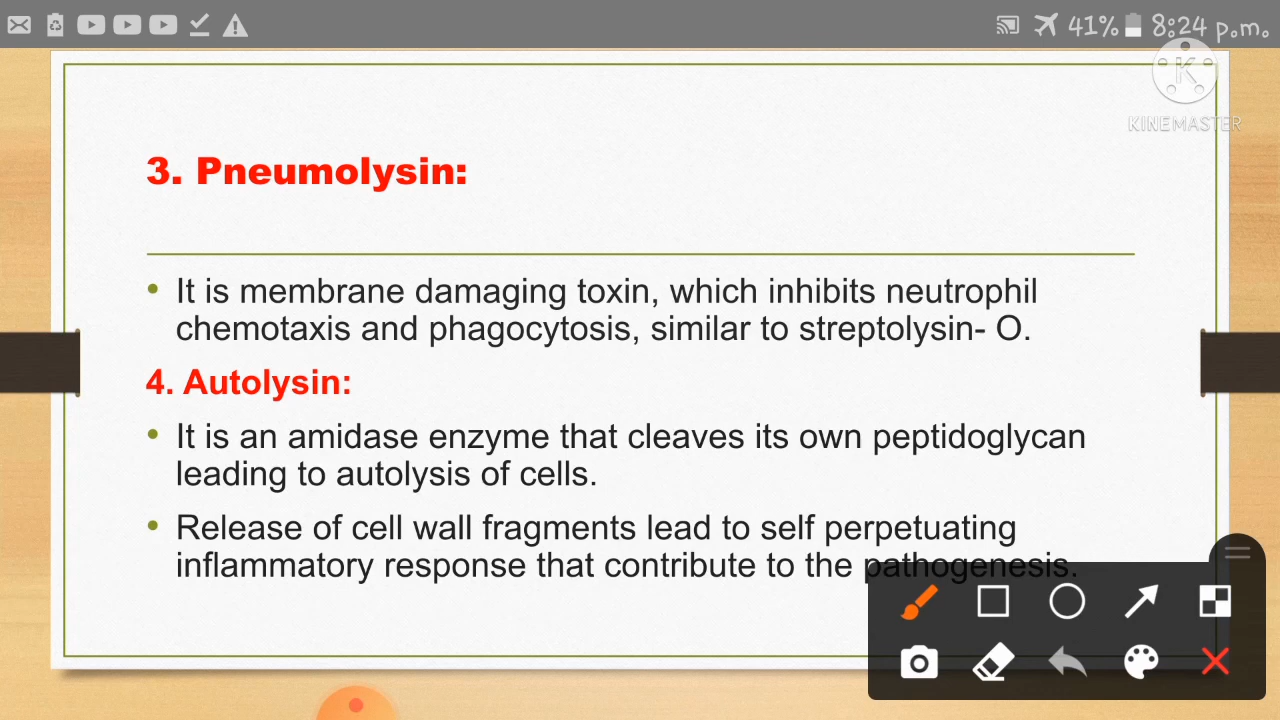 41% 8:24 p.m.
KINEMASTER
3. Pneumolysin:
• It is membrane damaging toxin, which inhibits neutrophil
chemotaxis and phagocytosis, similar to streptolysin- O.
4. Autolysin:
• It is an amidase enzyme that cleaves its own peptidoglycan
leading to autolysis of cells.
• Release of cell wall fragments lead to self perpetuating
inflammatory response that contribute to the pathogenesis.